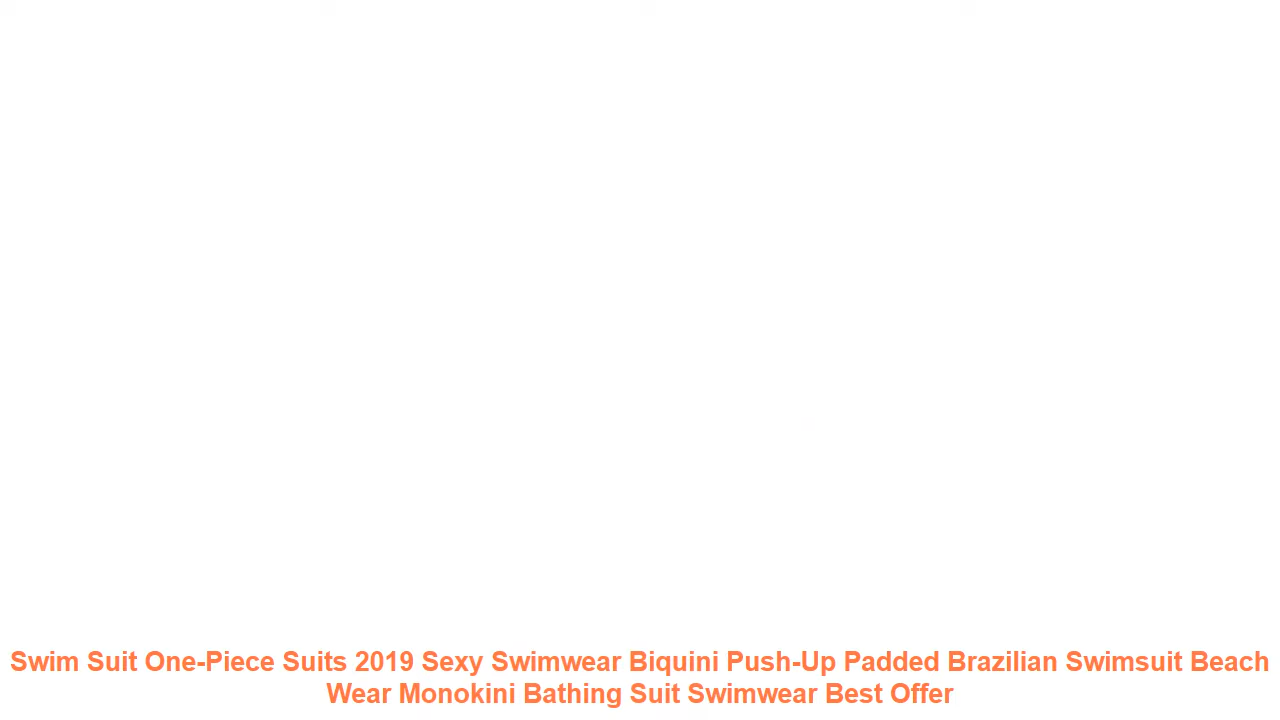 Swim Suit One-Piece Suits 2019 Sexy Swimwear Biquini Push-Up Padded Brazilian Swimsuit Beach
Wear Monokini Bathing Suit Swimwear Best Offer